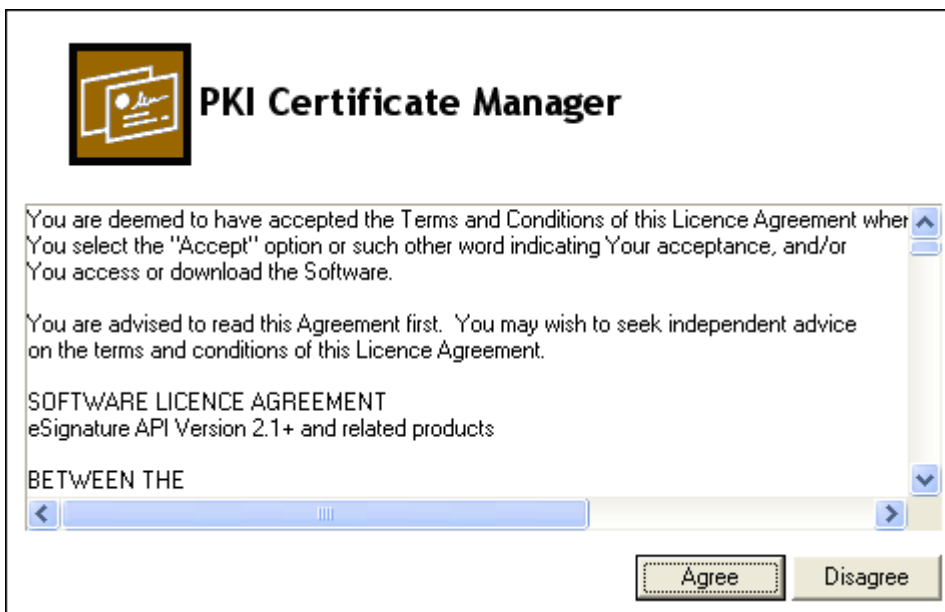 PKI Certificate Manager
You are deemed to have accepted the Terms and Conditions of this Licence Agreement
You select the "Accept" option or such other word indicating Your acceptance, and/or
You access or download the Software.
You are advised to read this Agreement first.  You may wish to seek independent advice
on the terms and conditions of this Licence Agreement.
SOFTWARE LICENCE AGREEMENT
eSignature API Version 2.1+ and related products
BETWEEN THE
Agree
Disagree